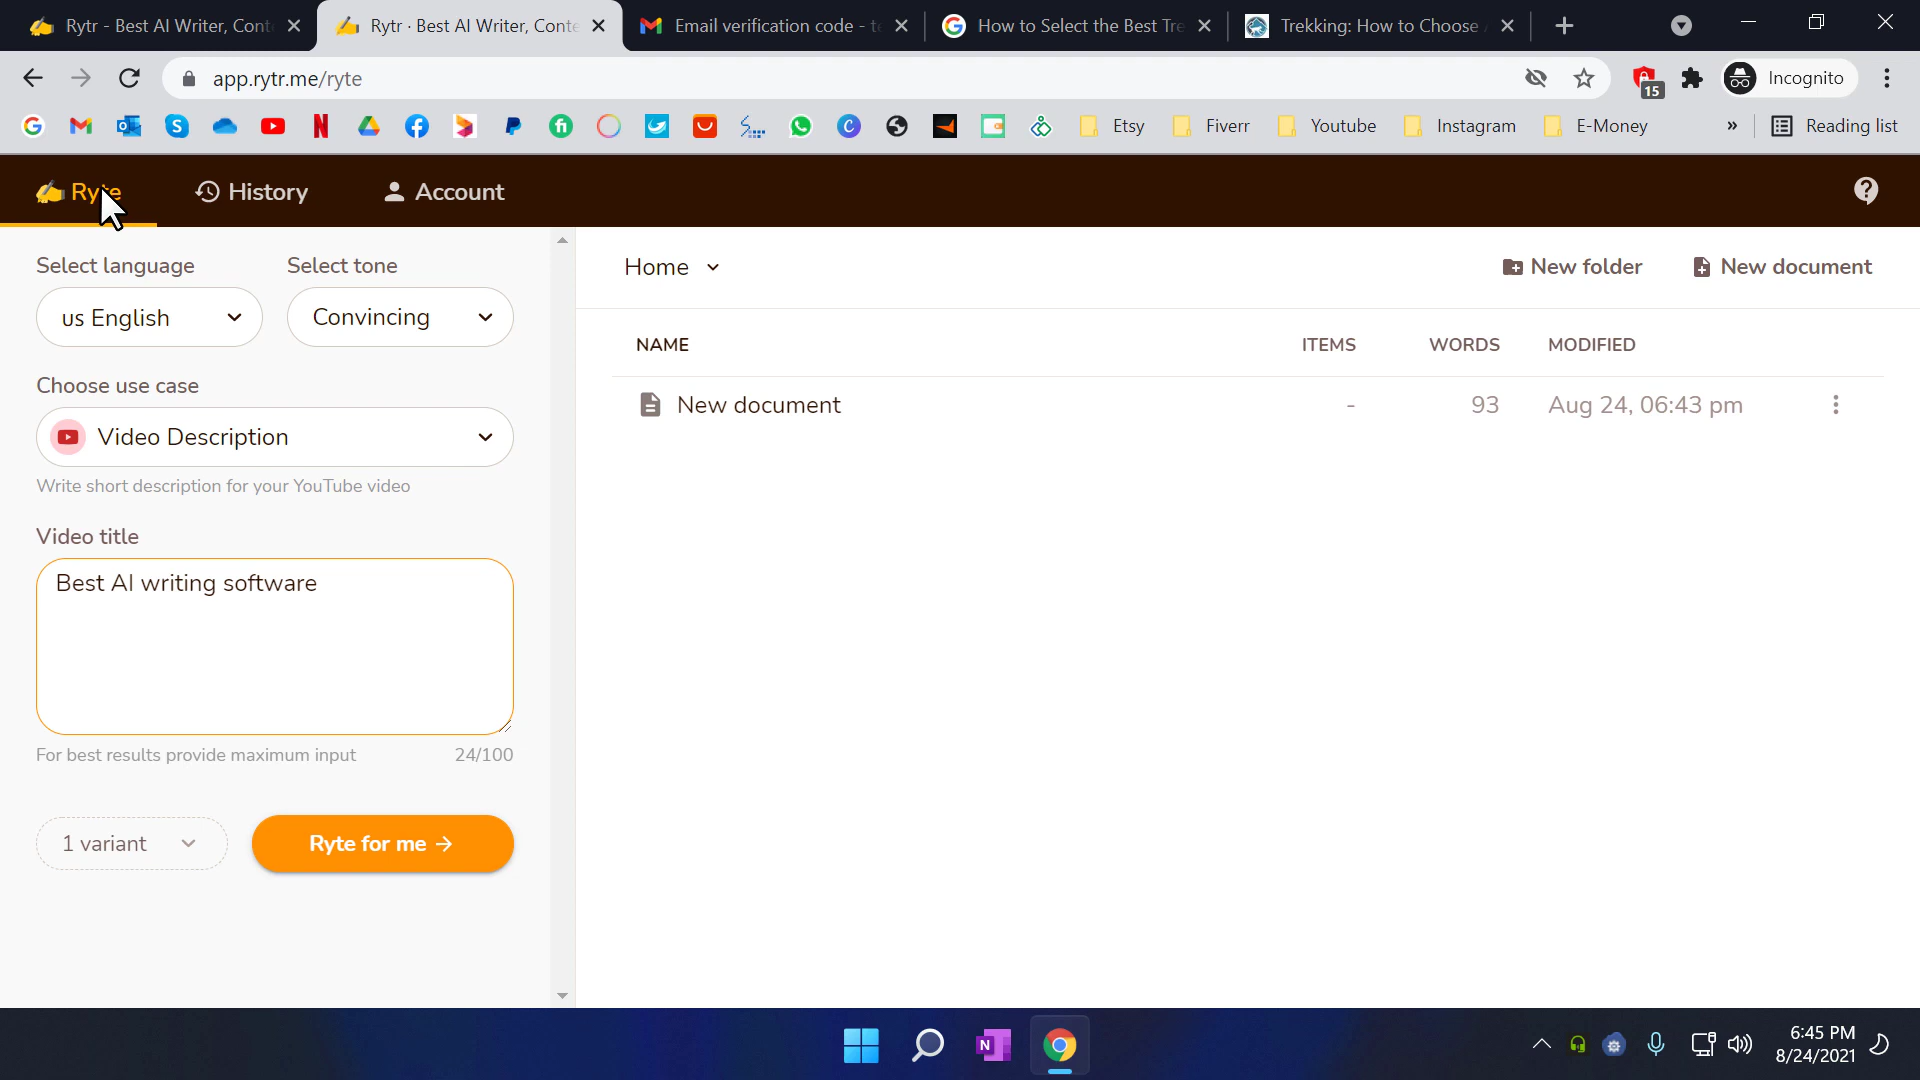 Rytr - Best AI Writer, Conte
Rytr · Best AI Writer, Conte
Email verification code - te
How to Select the Best Tre
Trekking: How to Choose A
app.rytr.me/ryte
15
Incognito
Etsy
Fiverr
Youtube
Instagram
E-Money
»
Reading list
Ryte
History
Account
Select language
Select tone
us English
Convincing
Choose use case
Video Description
Write short description for your YouTube video
Video title
Best AI writing software
For best results provide maximum input
24/100
1 variant
Ryte for me →
Home
New folder
New document
NAME
ITEMS
WORDS
MODIFIED
New document
-
93
Aug 24, 06:43 pm
6:45 PM
8/24/2021